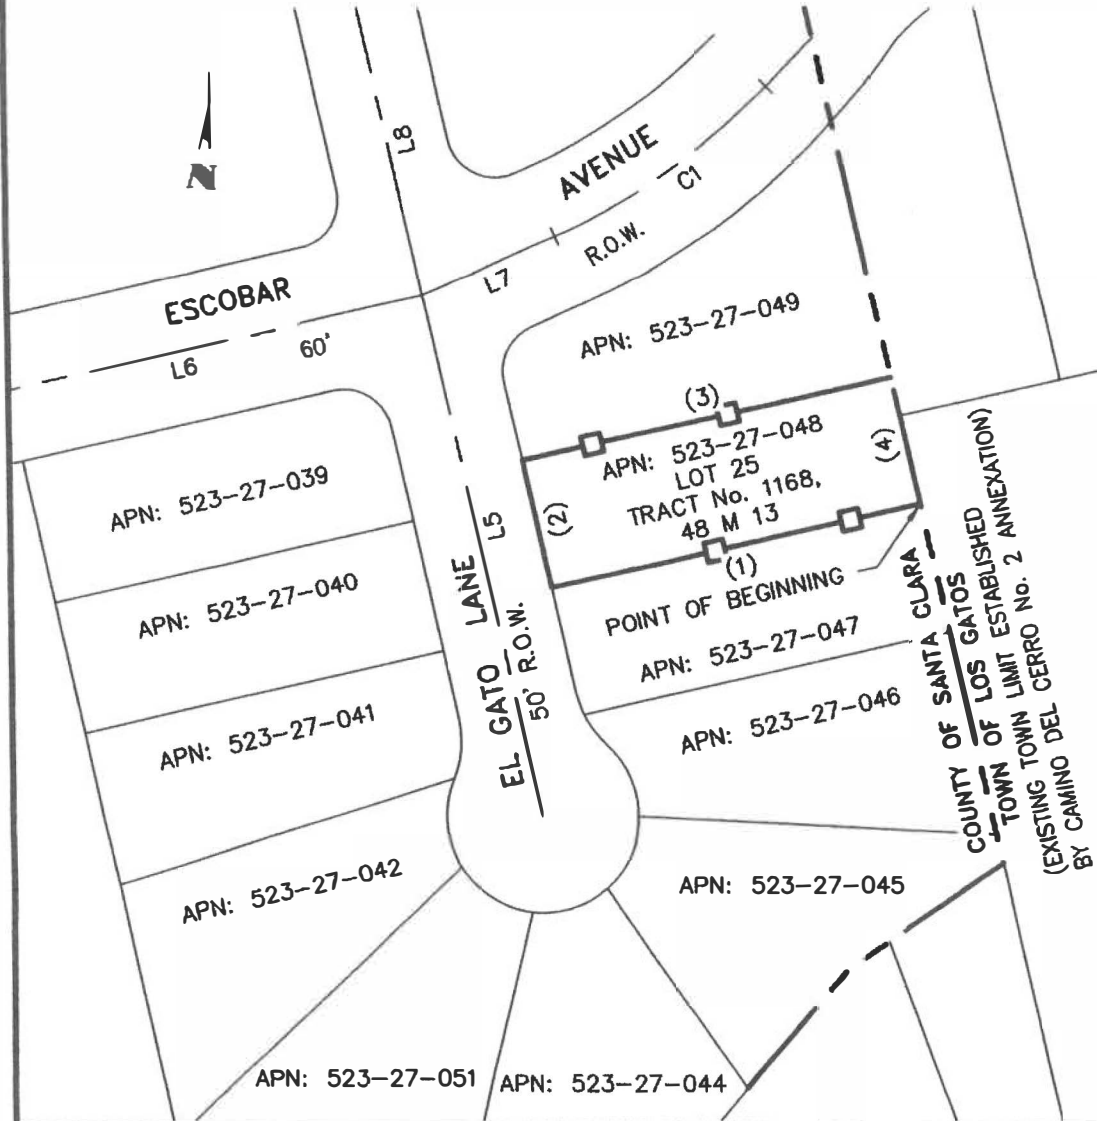 L8
N
AVENUE
C1
R.O.W.
L7
ESCOBAR
60'
L6
APN: 523-27-049
(3)
APN: 523-27-048
LOT 25
TRACT No. 1168,
48 M 13
(4)
(2)
(1)
POINT OF BEGINNING
APN: 523-27-039
L5
APN: 523-27-040
EL GATO LANE
50' R.O.W.
APN: 523-27-047
APN: 523-27-041
APN: 523-27-046
COUNTY OF SANTA CLARA
TOWN OF LOS GATOS
(EXISTING TOWN LIMIT ESTABLISHED
BY CAMINO DEL CERRO No. 2 ANNEXATION)
APN: 523-27-042
APN: 523-27-045
APN: 523-27-051
APN: 523-27-044